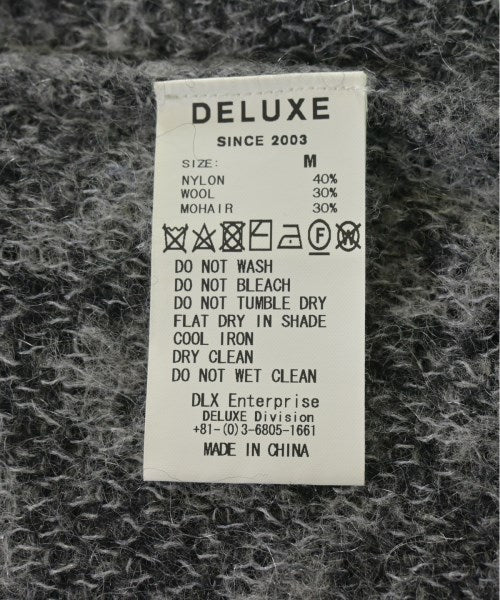 DELUXE
SINCE 2003
SIZE: M
NYLON 40%
WOOL 30%
MOHAIR 30%
F W
DO NOT WASH
DO NOT BLEACH
DO NOT TUMBLE DRY
FLAT DRY IN SHADE
COOL IRON
DRY CLEAN
DO NOT WET CLEAN
DLX Enterprise
DELUXE Division
+81-(0)3-6805-1661
MADE IN CHINA